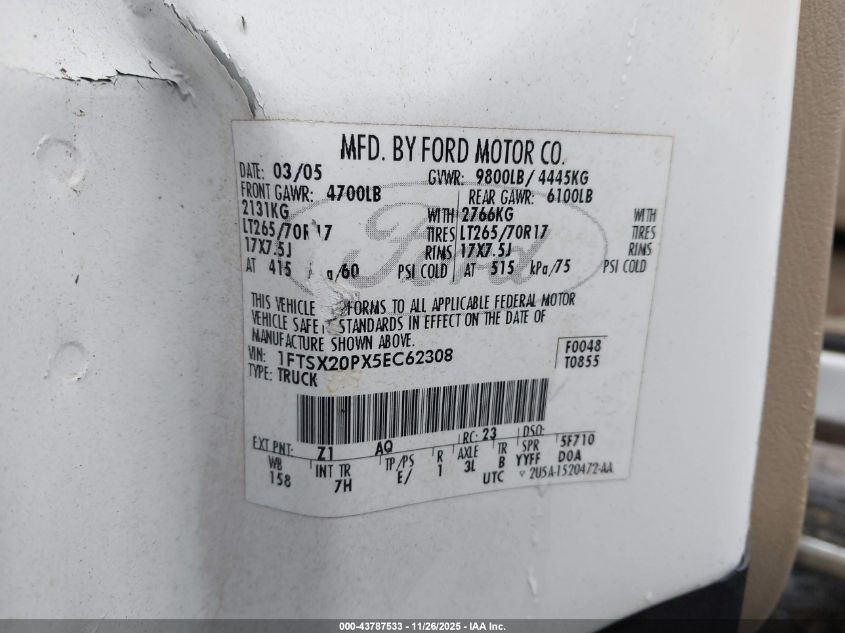 MFD. BY FORD MOTOR CO.
DATE: 03/05 GVWR: 9800LB/ 4445KG
FRONT GAWR: 4700LB REAR GAWR: 6100LB
2131KG WITH 2766KG WITH
LT265/70R17 TIRES LT265/70R17 TIRES
17X7.5J RIMS 17X7.5J RIMS
AT 415 a/60 PSI COLD AT 515 kPa/75 PSI COLD
Ford
THIS VEHICLE FORMS TO ALL APPLICABLE FEDERAL MOTOR
VEHICLE SAFE STANDARDS IN EFFECT ON THE DATE OF
MANUFACTURE SHOWN ABOVE.
VIN: 1FTSX20PX5EC62308 F0048
TYPE: TRUCK T0855
EXT PNT: Z1 AQ RC: 23 DSO:
WB INT TR TP/PS R AXLE TR SPR 5F710
158 7H E/ 1 3L B YYFF DOA
UTC ▽ 2U5A-1520472-AA
000-43787533 - 11/26/2025 - IAA Inc.